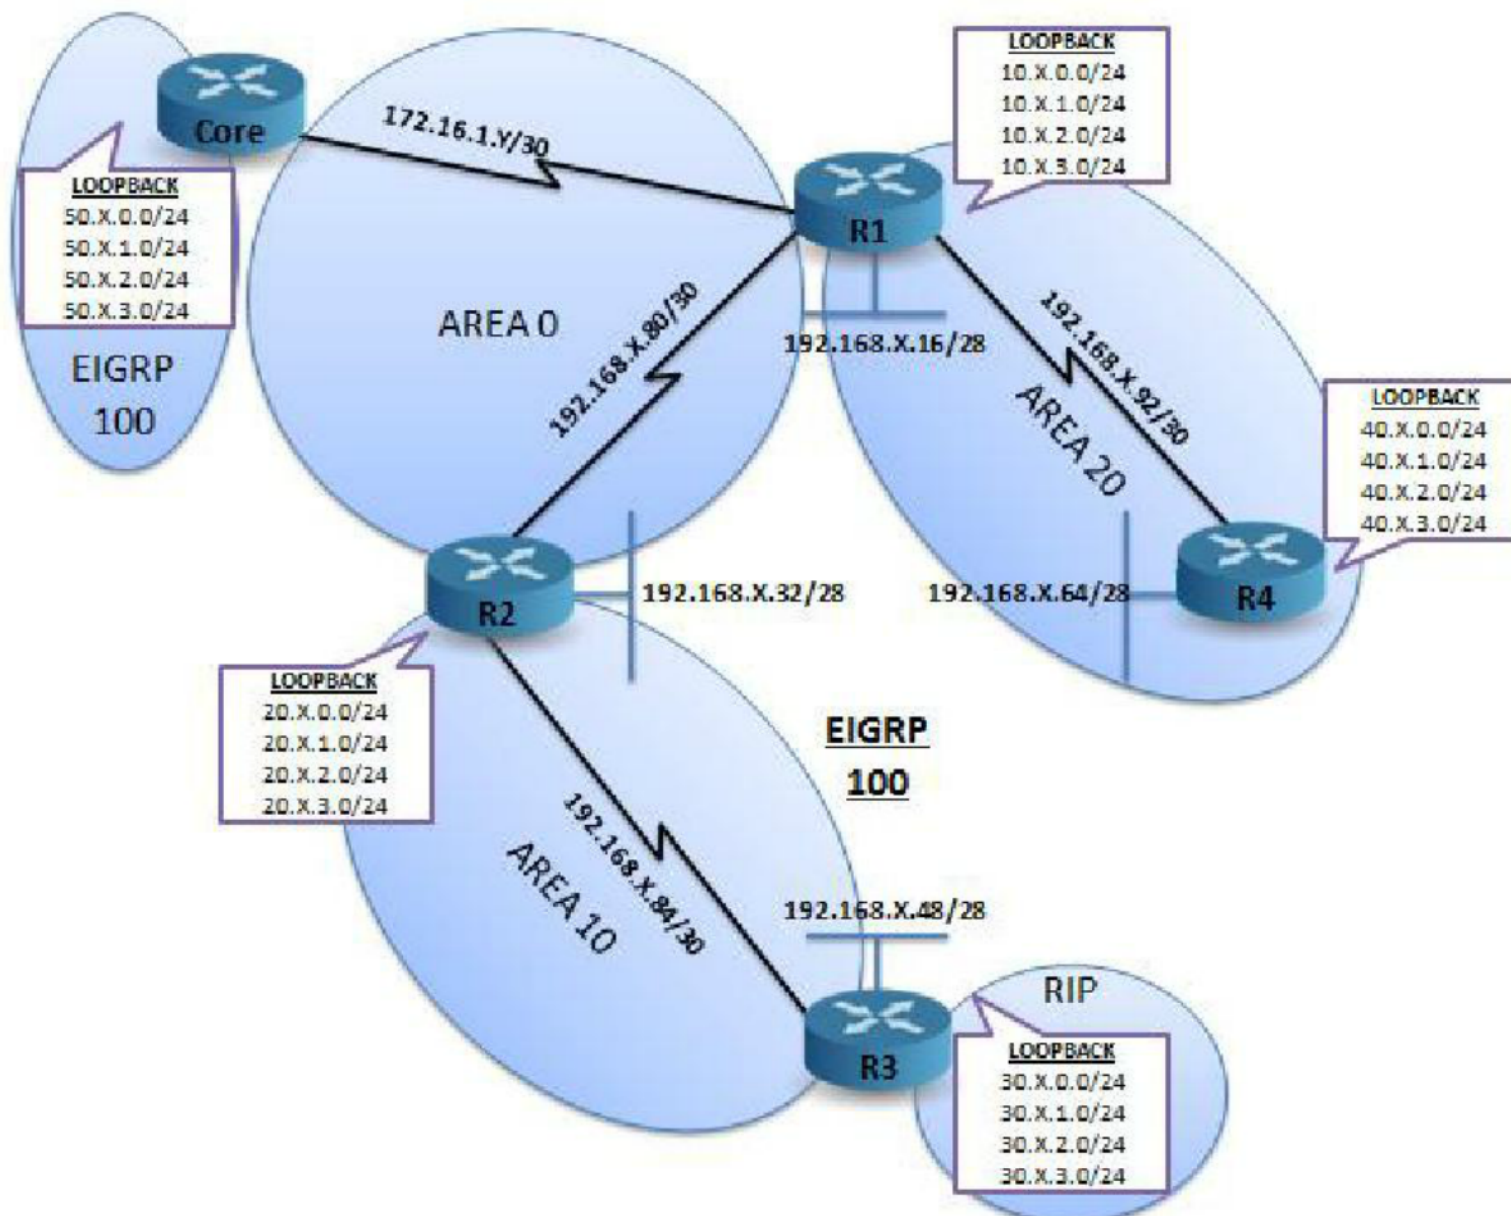 Core
LOOPBACK
50.X.0.0/24
50.X.1.0/24
50.X.2.0/24
50.X.3.0/24
EIGRP
100
172.16.1.Y/30
AREA 0
192.168.X.80/30
R1
LOOPBACK
10.X.0.0/24
10.X.1.0/24
10.X.2.0/24
10.X.3.0/24
192.168.X.16/28
192.168.X.92/30
AREA 20
LOOPBACK
40.X.0.0/24
40.X.1.0/24
40.X.2.0/24
40.X.3.0/24
R4
192.168.X.64/28
R2
192.168.X.32/28
LOOPBACK
20.X.0.0/24
20.X.1.0/24
20.X.2.0/24
20.X.3.0/24
EIGRP
100
192.168.X.84/30
AREA 10
192.168.X.48/28
R3
RIP
LOOPBACK
30.X.0.0/24
30.X.1.0/24
30.X.2.0/24
30.X.3.0/24